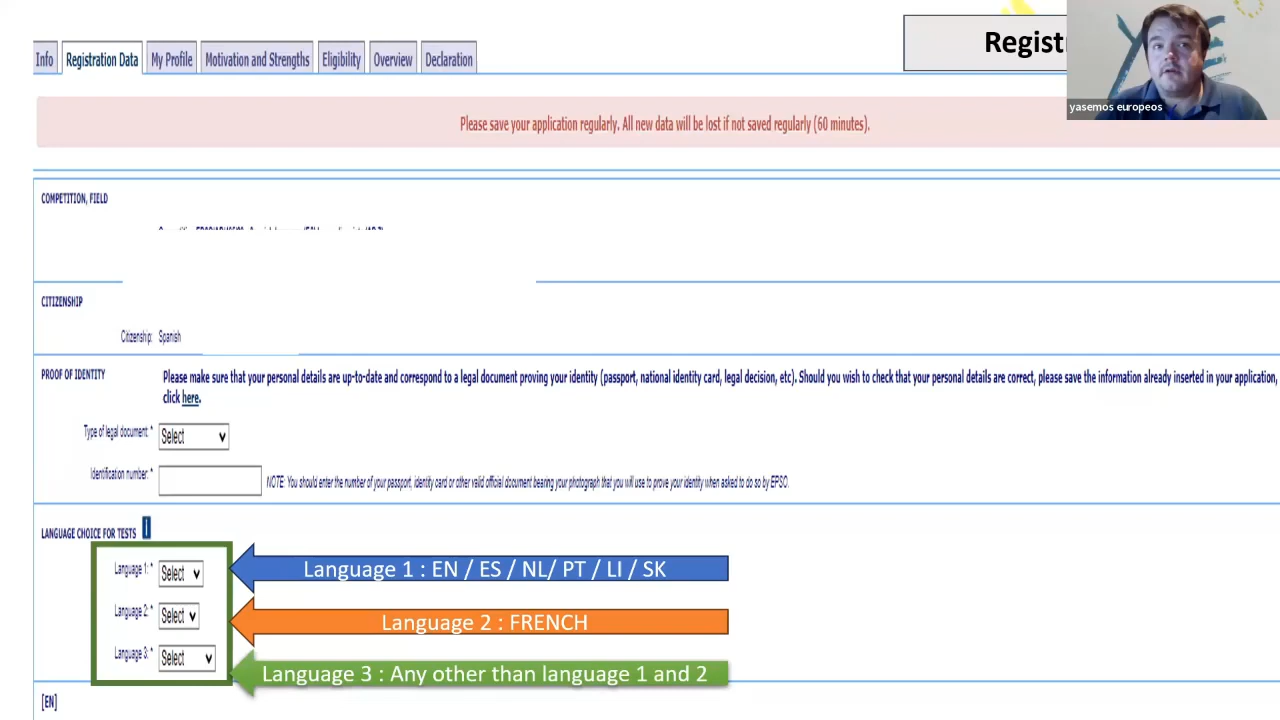 Regist
yasemos europeos
Info
Registration Data
My Profile
Motivation and Strengths
Eligibility
Overview
Declaration
Please save your application regularly. All new data will be lost if not saved regularly (60 minutes).
COMPETITION, FIELD
CITIZENSHIP
Citizenship: Spanish
PROOF OF IDENTITY
Please make sure that your personal details are up-to-date and correspond to a legal document proving your identity (passport, national identity card, legal decision, etc). Should you wish to check that your personal details are correct, please save the information already inserted in your application,
click here.
Type of legal document: * Select
Identification number: *
NOTE: You should enter the number of your passport, identity card or other valid official document bearing your photograph that you will use to prove your identity when asked to do so by EPSO.
LANGUAGE CHOICE FOR TESTS i
Language 1: * Select
Language 1 : EN / ES / NL/ PT / LI / SK
Language 2: * Select
Language 2 : FRENCH
Language 3: * Select
Language 3 : Any other than language 1 and 2
[EN]